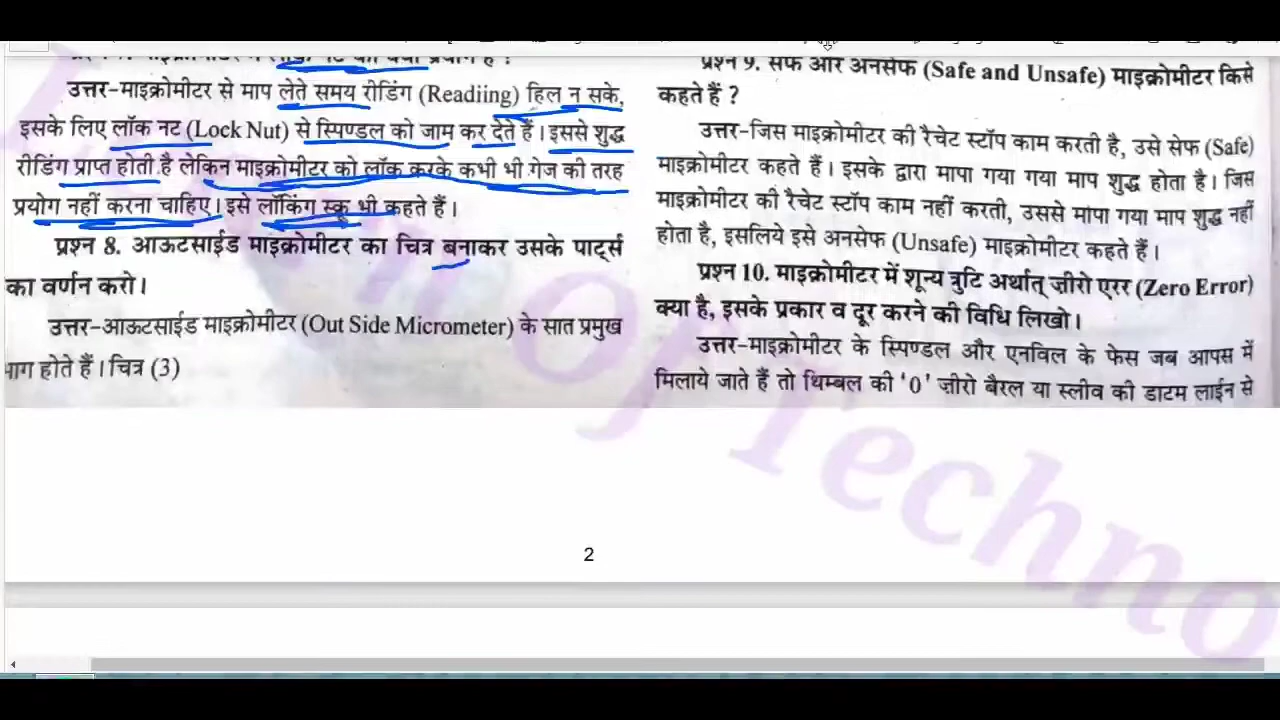 उत्तर–माइक्रोमीटर से माप लेते समय रीडिंग (Readiing) हिल न सके,
इसके लिए लॉक नट (Lock Nut) से स्पिण्डल को जाम कर देते हैं। इससे शुद्ध
रीडिंग प्राप्त होती है लेकिन माइक्रोमीटर को लॉक करके कभी भी गेज की तरह
प्रयोग नहीं करना चाहिए। इसे लॉकिंग स्क्रू भी कहते हैं।
प्रश्न 8. आऊटसाईड माइक्रोमीटर का चित्र बनाकर उसके पार्ट्स
का वर्णन करो।
उत्तर–आऊटसाईड माइक्रोमीटर (Out Side Micrometer) के सात प्रमुख
भाग होते हैं। चित्र (3)
प्रश्न 9. सेफ और अनसेफ (Safe and Unsafe) माइक्रोमीटर किसे
कहते हैं ?
उत्तर–जिस माइक्रोमीटर की रैचेट स्टॉप काम करती है, उसे सेफ (Safe)
माइक्रोमीटर कहते हैं। इसके द्वारा मापा गया गया माप शुद्ध होता है। जिस
माइक्रोमीटर की रैचेट स्टॉप काम नहीं करती, उससे मापा गया माप शुद्ध नहीं
होता है, इसलिये इसे अनसेफ (Unsafe) माइक्रोमीटर कहते हैं।
प्रश्न 10. माइक्रोमीटर में शून्य त्रुटि अर्थात् ज़ीरो एरर (Zero Error)
क्या है, इसके प्रकार व दूर करने की विधि लिखो।
उत्तर–माइक्रोमीटर के स्पिण्डल और एनविल के फेस जब आपस में
मिलाये जाते हैं तो थिम्बल की '0' ज़ीरो बैरल या स्लीव की डाटम लाईन से
2
Of Techno